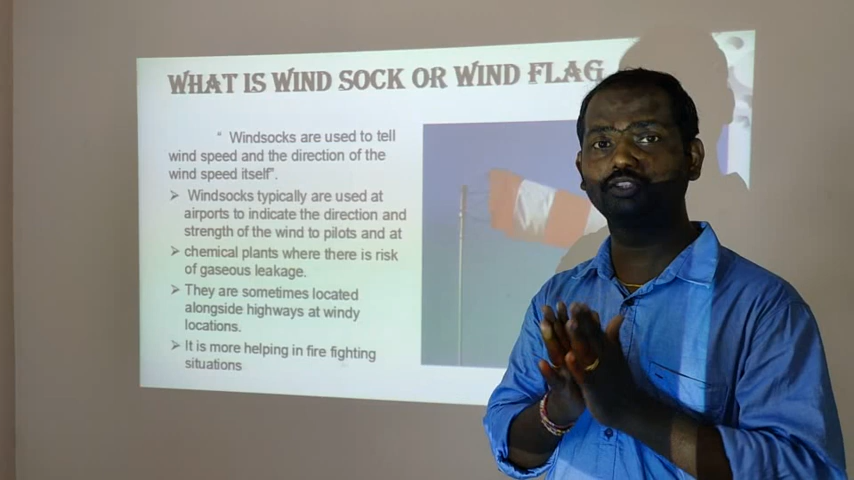 WHAT IS WIND SOCK OR WIND FLAG
“ Windsocks are used to tell
wind speed and the direction of the
wind speed itself”.
➢ Windsocks typically are used at
airports to indicate the direction and
strength of the wind to pilots and at
➢ chemical plants where there is risk
of gaseous leakage.
➢ They are sometimes located
alongside highways at windy
locations.
➢ It is more helping in fire fighting
situations